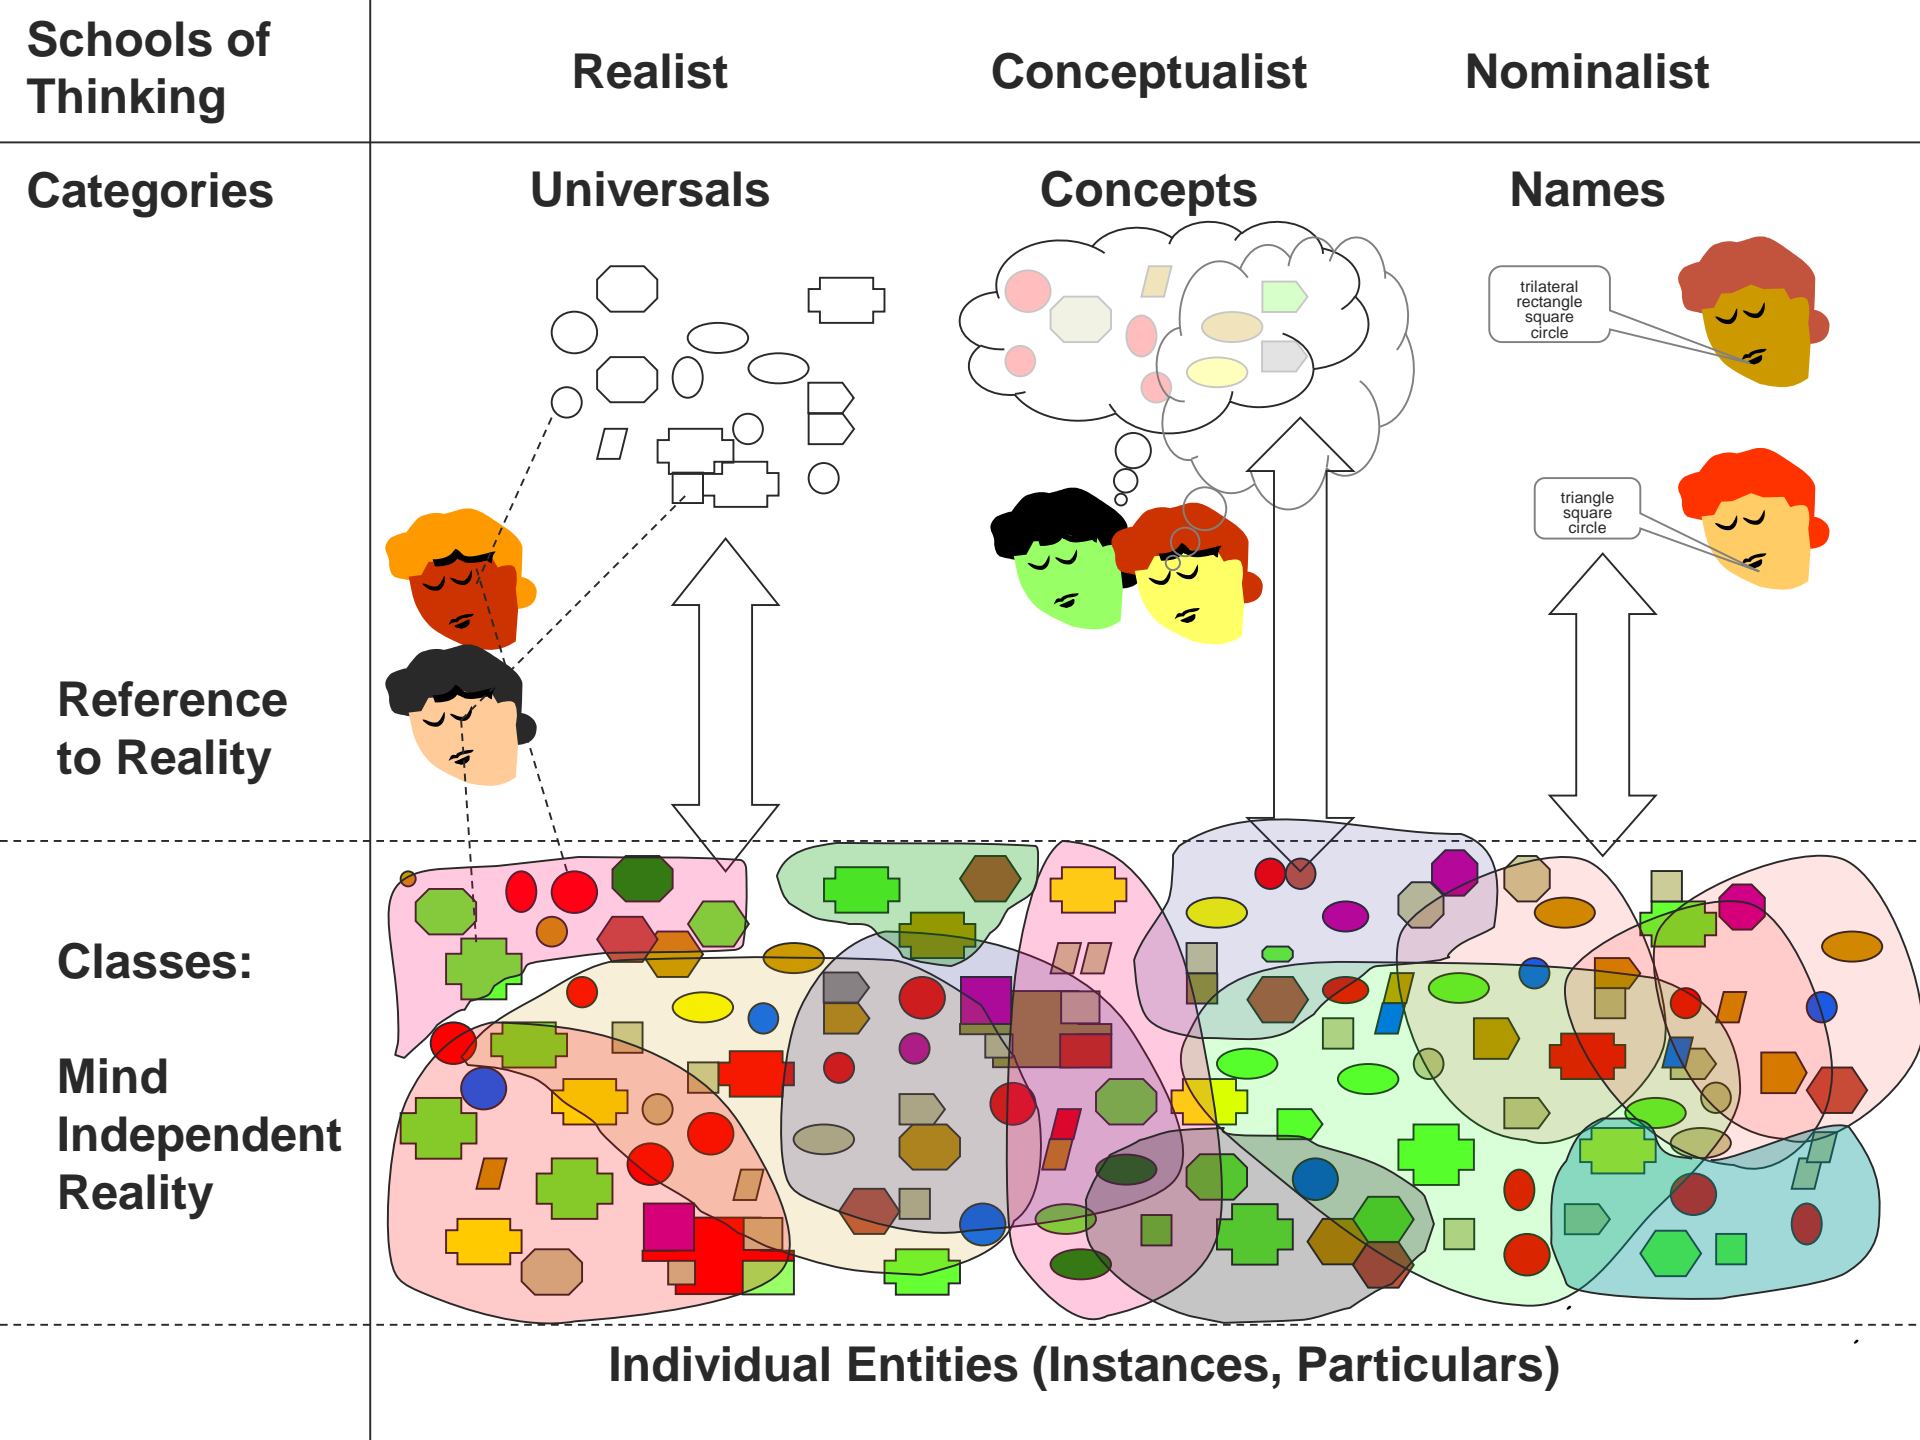 Schools of
Thinking
Realist
Conceptualist
Nominalist
Categories
Universals
Concepts
Names
trilateral
rectangle
square
circle
triangle
square
circle
Reference
to Reality
Classes:
Mind
Independent
Reality
Individual Entities (Instances, Particulars)